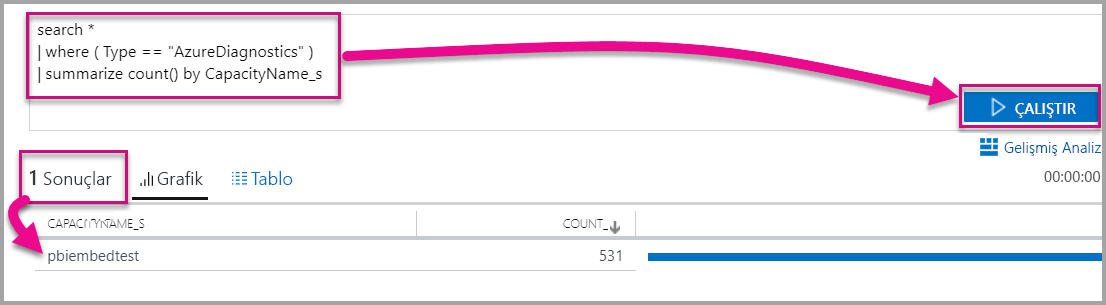 search *
| where ( Type == "AzureDiagnostics" )
| summarize count() by CapacityName_s
ÇALIŞTIR
Gelişmiş Analiz
1 Sonuçlar
Grafik
Tablo
00:00:00
CAPACITYNAME_S
COUNT_
pbiembedtest
531